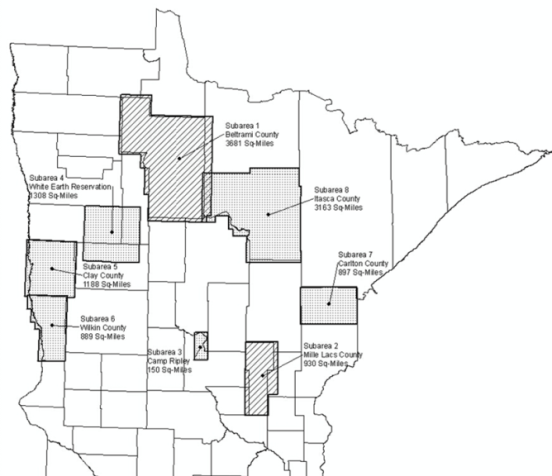 Subarea 1
Beltrami County
3681 Sq-Miles
Subarea 4
White Earth Reservation
1308 Sq-Miles
Subarea 8
Itasca County
3163 Sq-Miles
Subarea 5
Clay County
1188 Sq-Miles
Subarea 7
Carlton County
897 Sq-Miles
Subarea 6
Wilkin County
889 Sq-Miles
Subarea 3
Camp Ripley
150 Sq-Miles
Subarea 2
Mille Lacs County
930 Sq-Miles